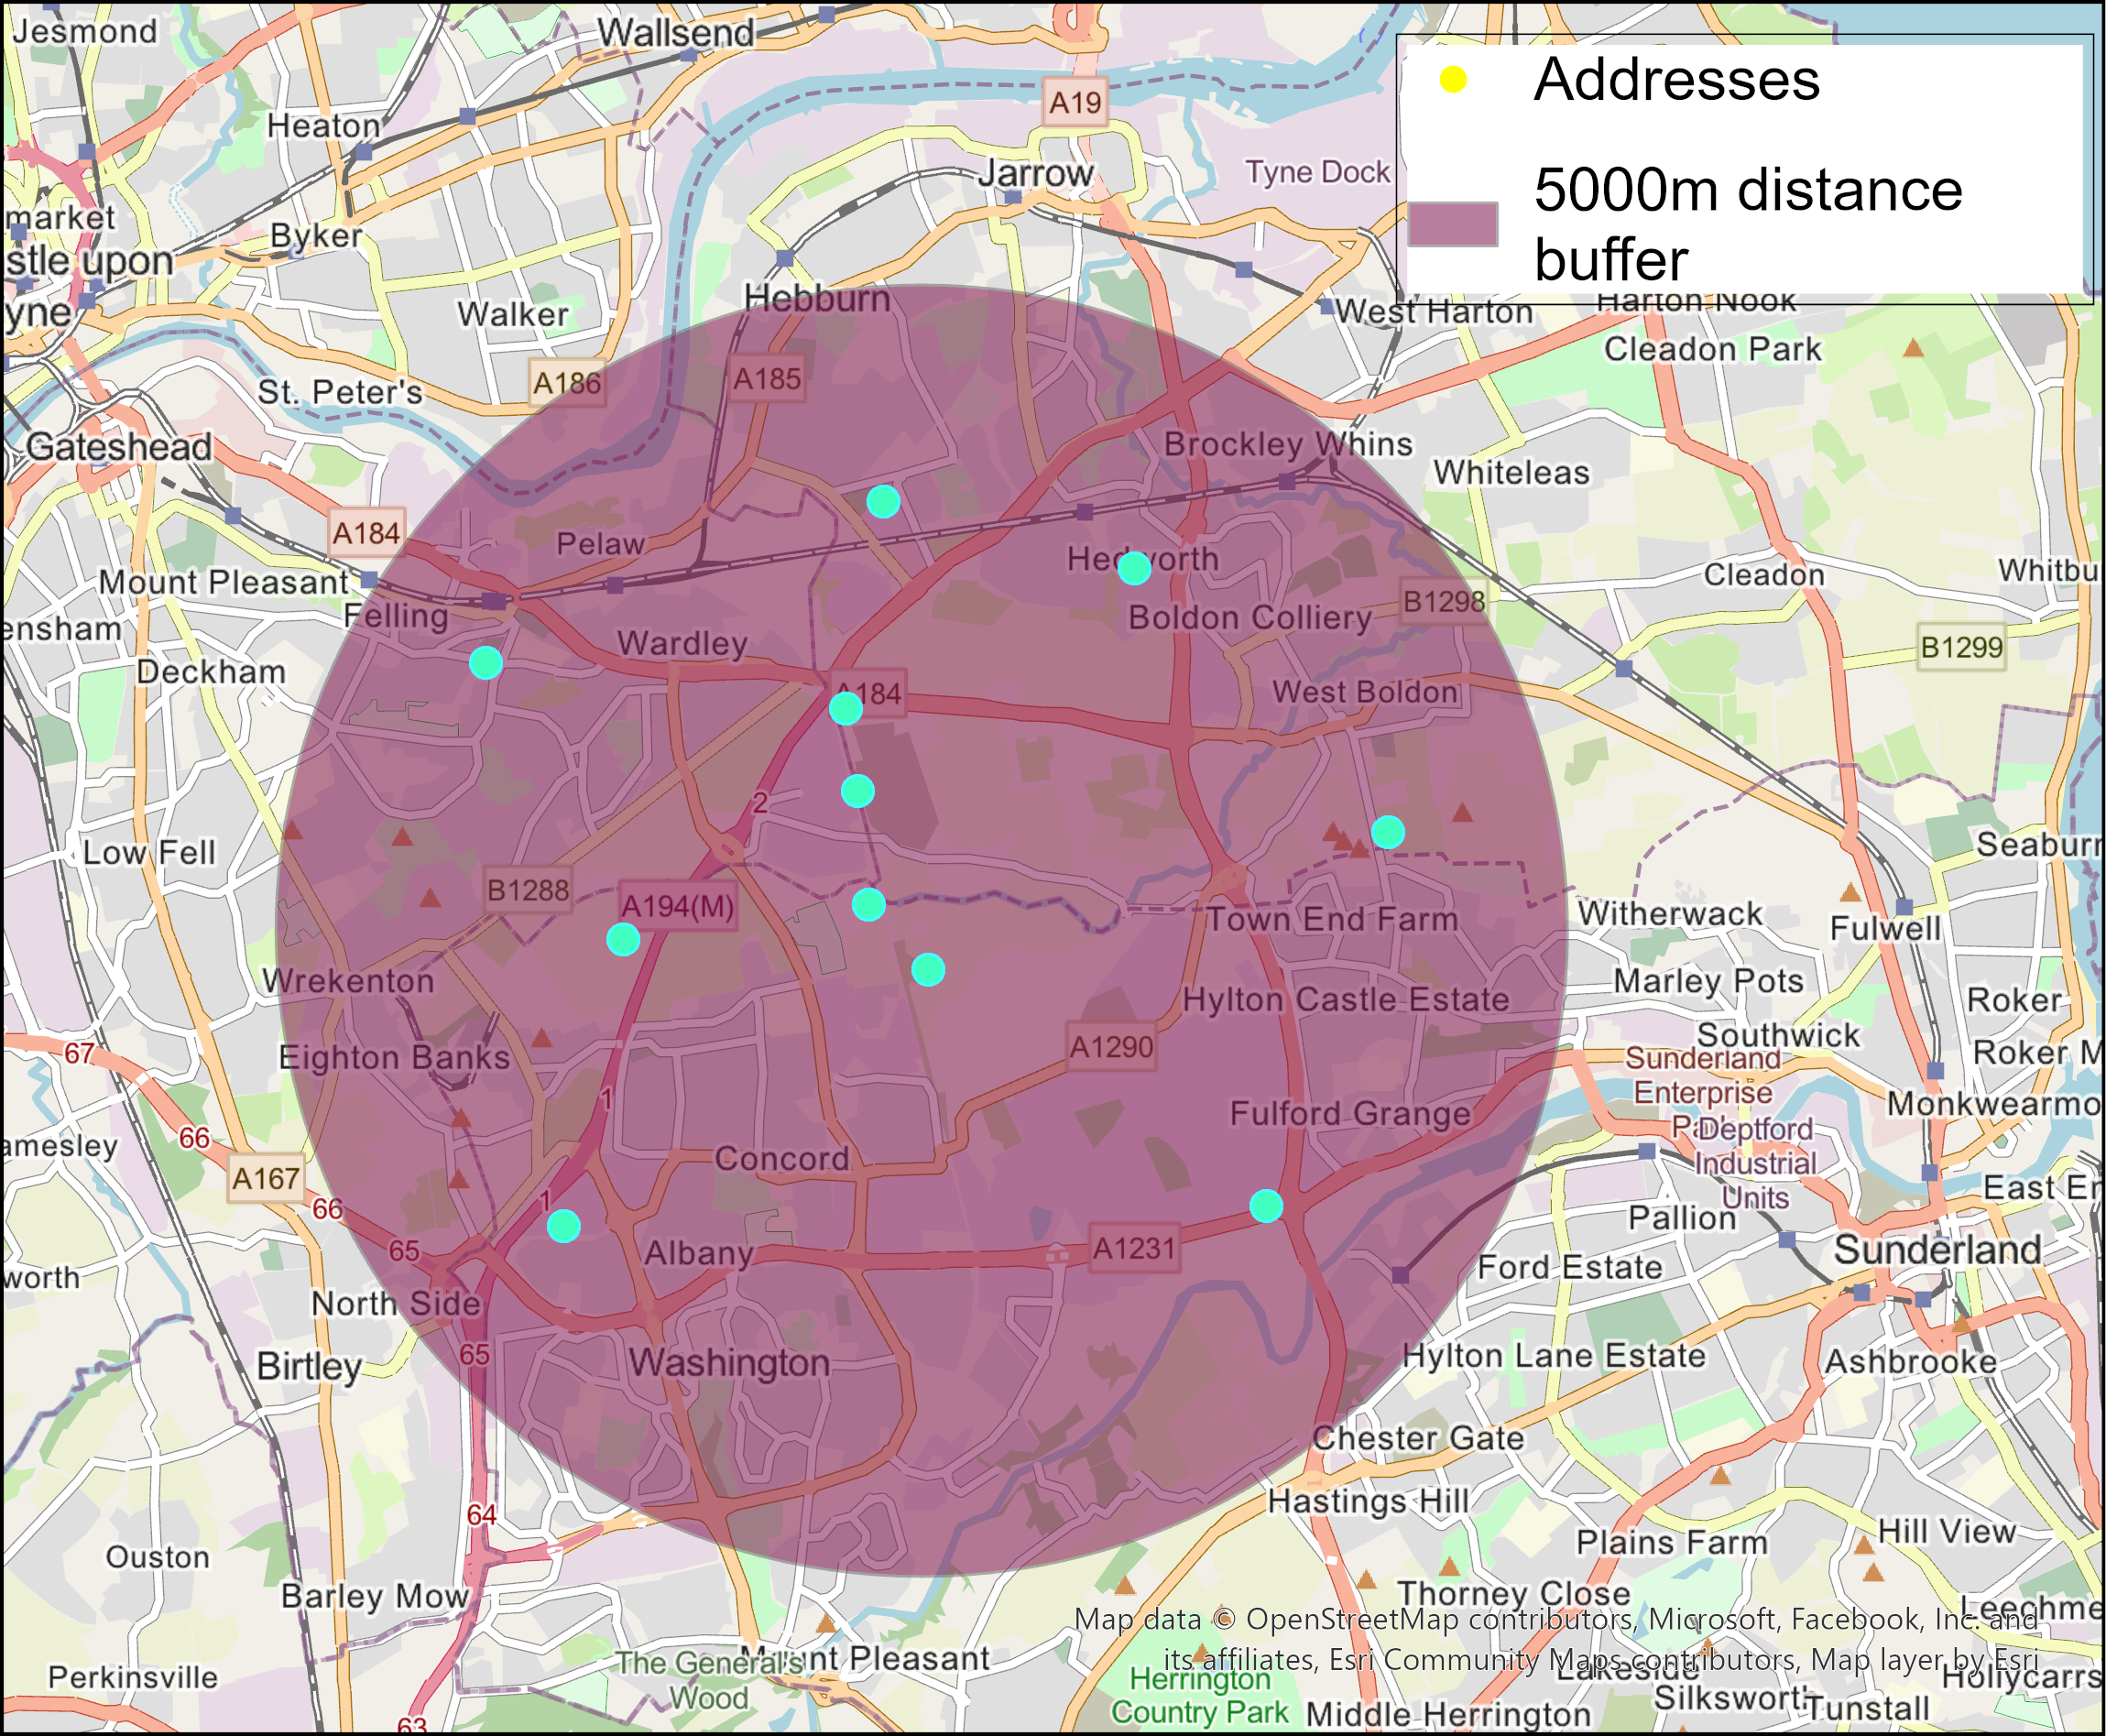 Jesmond
Wallsend
Addresses
A19
Heaton
Jarrow
Tyne Dock
5000m distance
buffer
market
Byker
stle upon
yne
Walker
Hebburn
West Harton
Harton Nook
Cleadon Park
St. Peter's
A186
A185
Gateshead
Brockley Whins
Whiteleas
A184
Pelaw
Hedworth
Mount Pleasant
Felling
Cleadon
Whitbu
B1298
Boldon Colliery
ensham
Wardley
B1299
Deckham
A184
West Boldon
2
Low Fell
Seaburn
B1288
A194(M)
Town End Farm
Witherwack
Fulwell
Wrekenton
Marley Pots
Hylton Castle Estate
Roker
Southwick
67
Eighton Banks
A1290
Sunderland
Enterprise
Roker M
1
Monkwearmo
Fulford Grange
66
amesley
Deptford
Industrial
Units
Concord
A167
66
1
East En
Pallion
65
Albany
A1231
Sunderland
worth
Ford Estate
North Side
65
Birtley
Washington
Hylton Lane Estate
Ashbrooke
Chester Gate
64
Hastings Hill
Hill View
Ouston
Plains Farm
Barley Mow
Thorney Close
Leechme
Map data © OpenStreetMap contributors, Microsoft, Facebook, Inc. and
its affiliates, Esri Community Maps contributors, Map layer by Esri
The General's
Wood
Mount Pleasant
Perkinsville
Herrington
Country Park
Lakeside
Hollycarrs
Silksworth
Tunstall
Middle Herrington
63